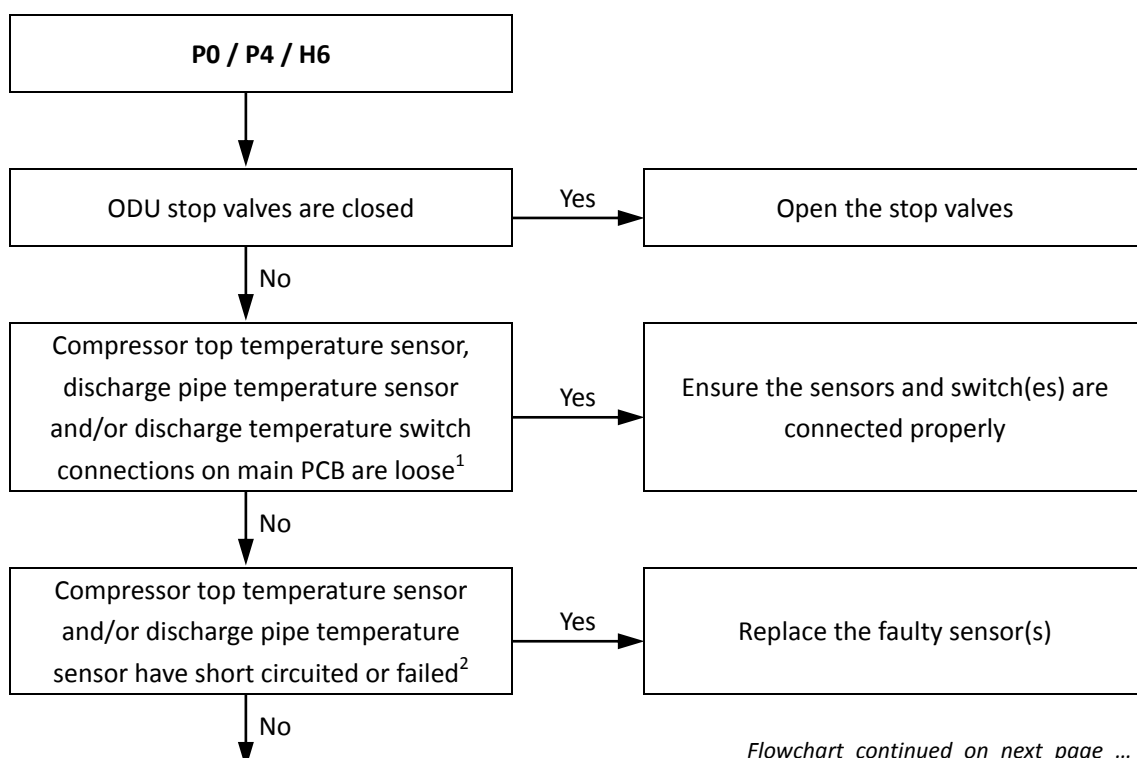 P0 / P4 / H6
ODU stop valves are closed
Yes
Open the stop valves
No
Compressor top temperature sensor,
discharge pipe temperature sensor
and/or discharge temperature switch
connections on main PCB are loose¹
Yes
Ensure the sensors and switch(es) are
connected properly
No
Compressor top temperature sensor
and/or discharge pipe temperature
sensor have short circuited or failed²
Yes
Replace the faulty sensor(s)
No
Flowchart continued on next page ...